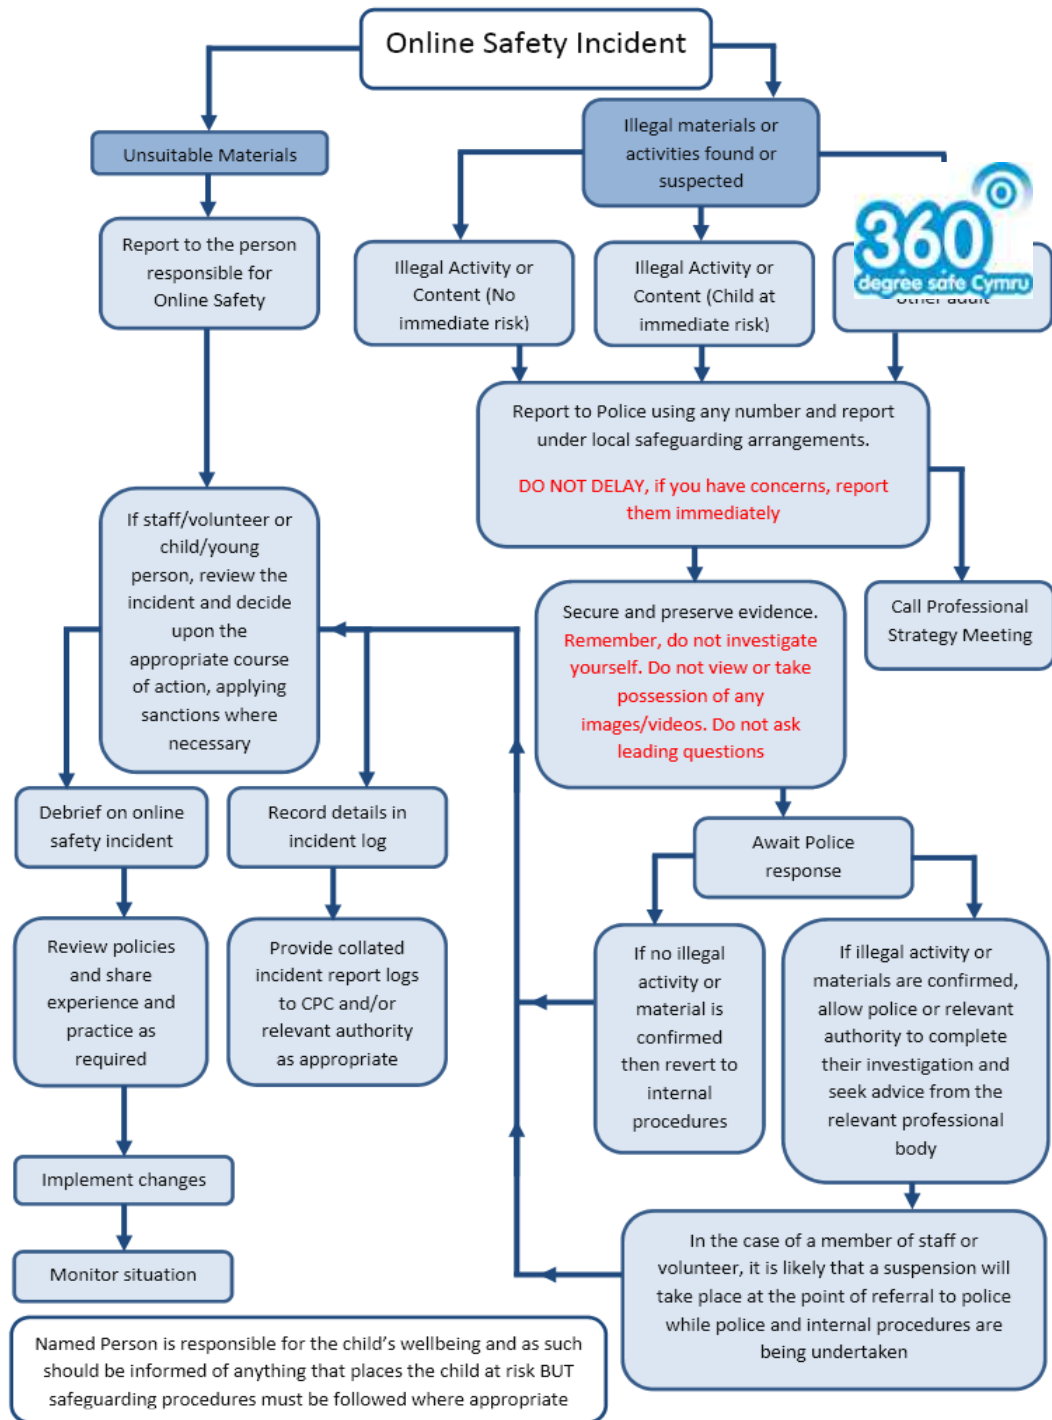 Online Safety Incident
Unsuitable Materials
Illegal materials or
activities found or
suspected
Report to the person
responsible for
Online Safety
Illegal Activity or
Content (No
immediate risk)
Illegal Activity or
Content (Child at
immediate risk)
360
degree safe Cymru
other adult
Report to Police using any number and report
under local safeguarding arrangements.
DO NOT DELAY, if you have concerns, report
them immediately
If staff/volunteer or
child/young
person, review the
incident and decide
upon the
appropriate course
of action, applying
sanctions where
necessary
Secure and preserve evidence.
Remember, do not investigate
yourself. Do not view or take
possession of any
images/videos. Do not ask
leading questions
Call Professional
Strategy Meeting
Debrief on online
safety incident
Record details in
incident log
Await Police
response
Review policies
and share
experience and
practice as
required
Provide collated
incident report logs
to CPC and/or
relevant authority
as appropriate
If no illegal
activity or
material is
confirmed
then revert to
internal
procedures
If illegal activity or
materials are confirmed,
allow police or relevant
authority to complete
their investigation and
seek advice from the
relevant professional
body
Implement changes
Monitor situation
In the case of a member of staff or
volunteer, it is likely that a suspension will
take place at the point of referral to police
while police and internal procedures are
being undertaken
Named Person is responsible for the child's wellbeing and as such
should be informed of anything that places the child at risk BUT
safeguarding procedures must be followed where appropriate